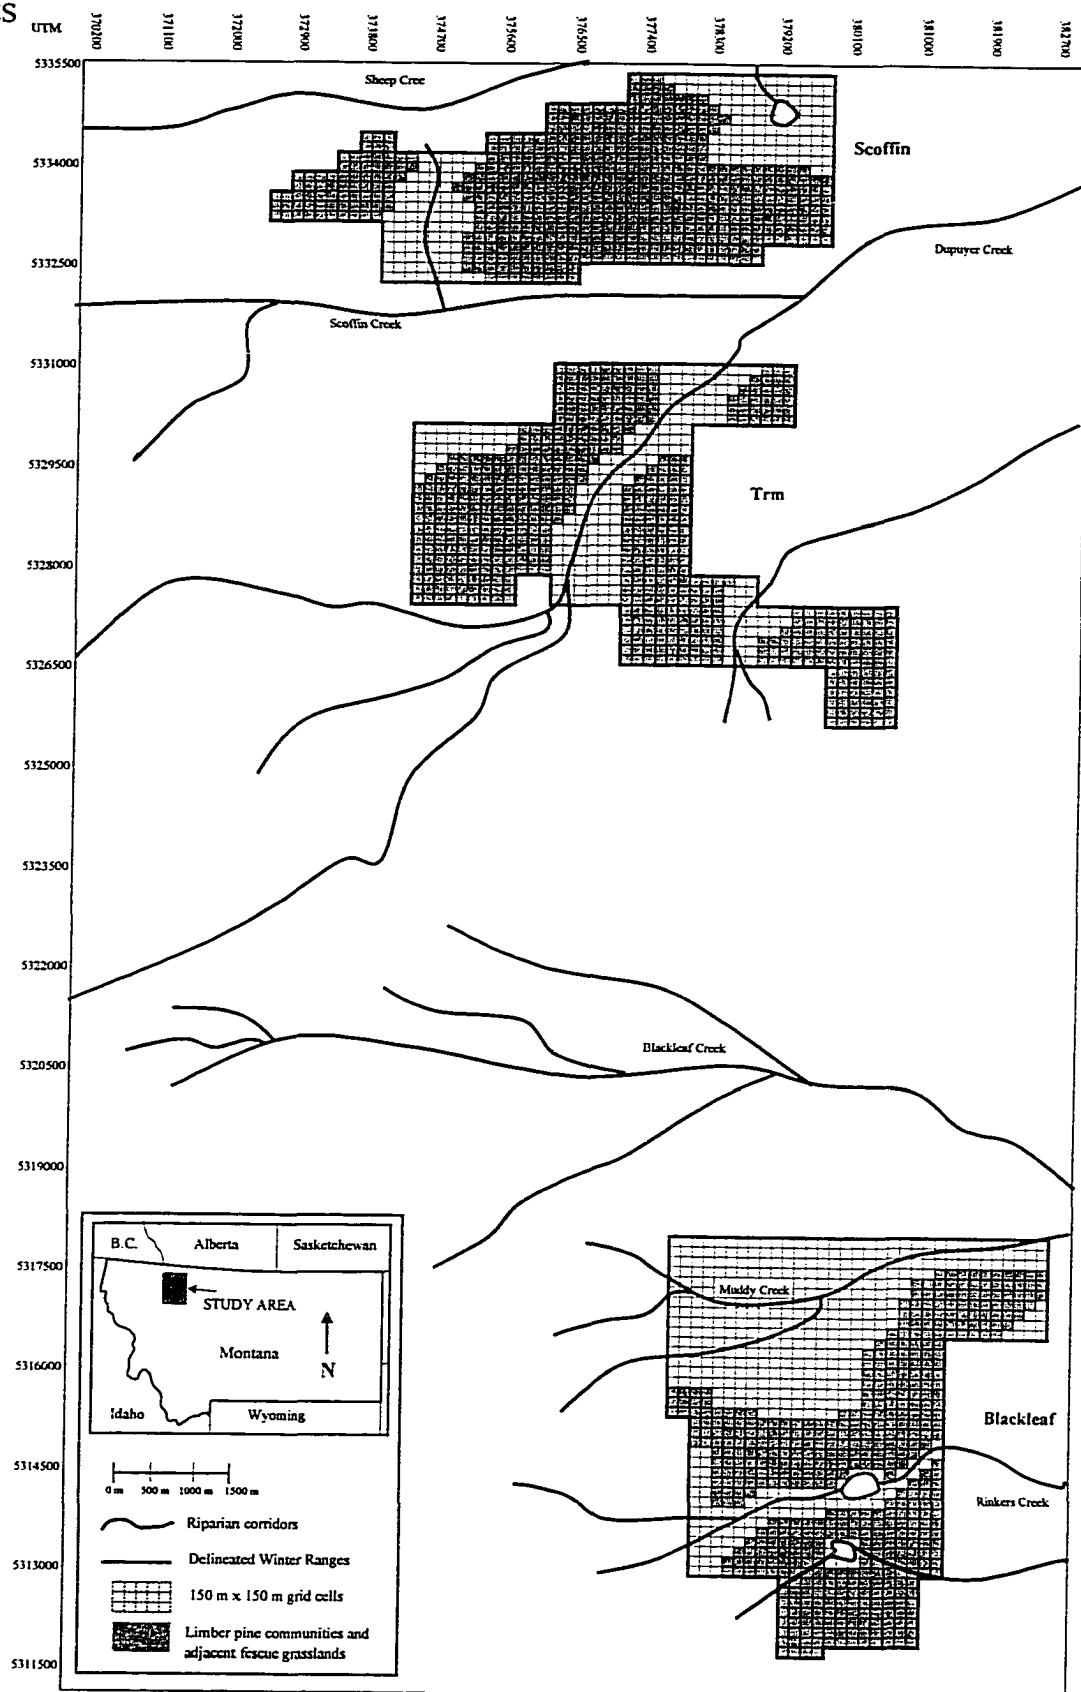 UTM
370200 371100 372000 372900 373800 374700 375600 376500 377400 378300 379200 380100 381000 381900 382700
5335500
Sheep Cree
Scoffin
5334000
Dupuyer Creek
5332500
Scoffin Creek
5331000
5329500
Trm
5328000
5326500
5325000
5323500
5322000
Blackleaf Creek
5320500
5319000
5317500
Muddy Creek
5316000
Blackleaf
5314500
Rinkers Creek
5313000
5311500
B.C. Alberta Sasketchewan
STUDY AREA
Montana
N
Idaho Wyoming
0 m 500 m 1000 m 1500 m
Riparian corridors
Delineated Winter Ranges
150 m x 150 m grid cells
Limber pine communities and
adjacent fescue grasslands